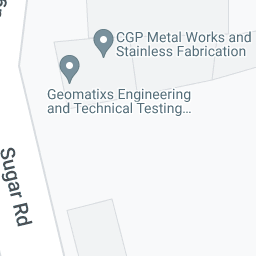 CGP Metal Works and
Stainless Fabrication
Geomatixs Engineering
and Technical Testing...
Sugar Rd